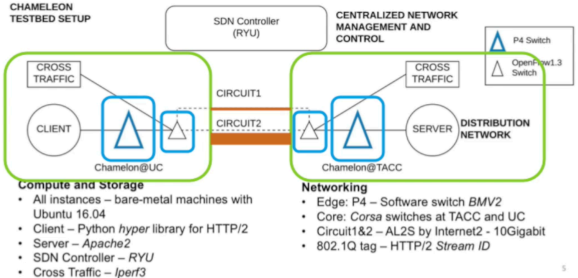 CHAMELEON
TESTBED SETUP
SDN Controller
(RYU)
CENTRALIZED NETWORK
MANAGEMENT AND
CONTROL
P4 Switch
OpenFlow1.3
Switch
CROSS
TRAFFIC
CROSS
TRAFFIC
CIRCUIT1
CIRCUIT2
CLIENT
SERVER
DISTRIBUTION
NETWORK
Chamelon@UC
Chamelon@TACC
Compute and Storage
• All instances – bare-metal machines with
Ubuntu 16.04
• Client – Python hyper library for HTTP/2
• Server – Apache2
• SDN Controller – RYU
• Cross Traffic – Iperf3
Networking
• Edge: P4 – Software switch BMV2
• Core: Corsa switches at TACC and UC
• Circuit1&2 – AL2S by Internet2 - 10Gigabit
• 802.1Q tag – HTTP/2 Stream ID
5